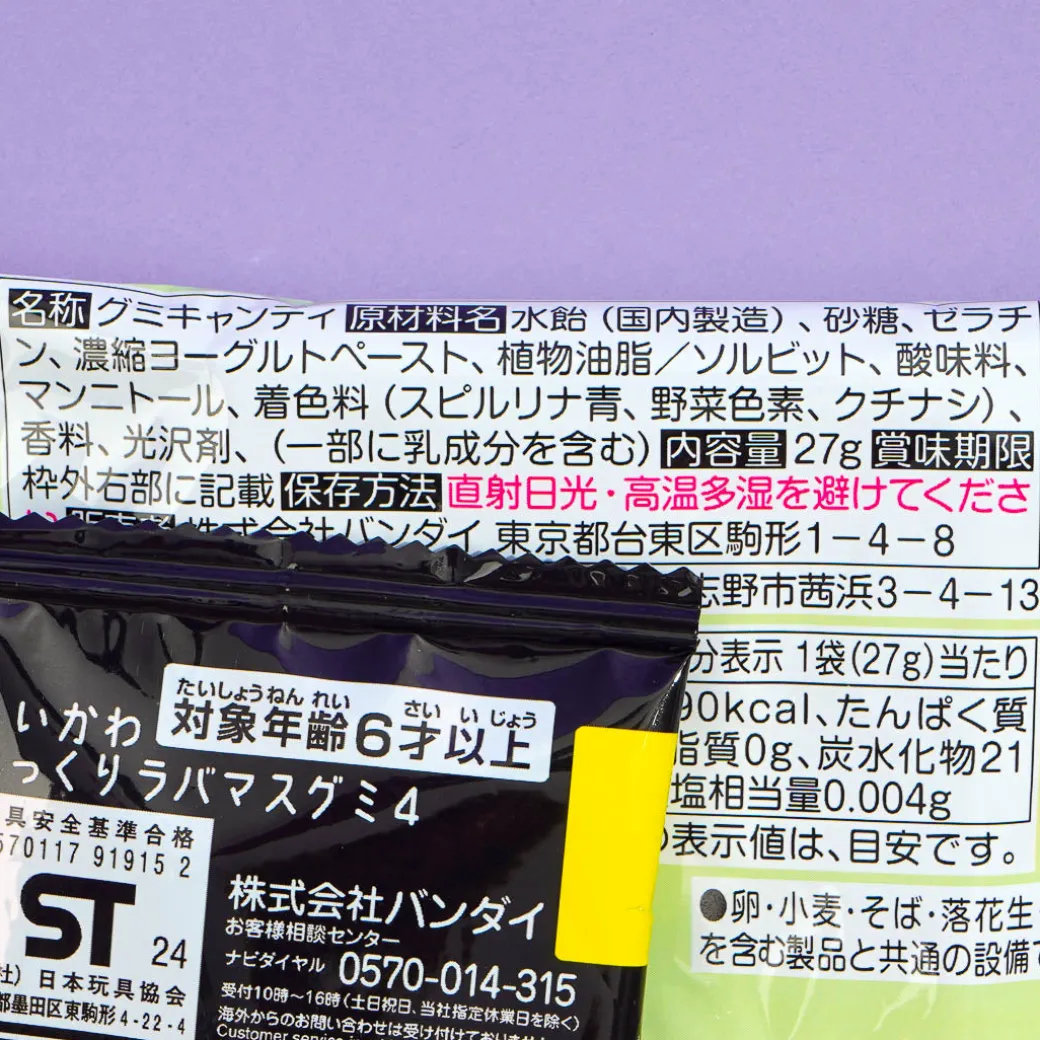 名称 グミキャンディ 原材料名 水飴（国内製造）、砂糖、ゼラチ
ン、濃縮ヨーグルトペースト、植物油脂／ソルビット、酸味料、
マンニトール、着色料（スピルリナ青、野菜色素、クチナシ）、
香料、光沢剤、（一部に乳成分を含む） 内容量 27g 賞味期限
枠外右部に記載 保存方法 直射日光・高温多湿を避けてくださ
い 株式会社バンダイ 東京都台東区駒形1-4-8
志野市茜浜3-4-13
分表示 1袋(27g)当たり
90kcal、たんぱく質
脂質0g、炭水化物21
塩相当量0.004g
の表示値は、目安です。
●卵・小麦・そば・落花生・
を含む製品と共通の設備で
たいしょうねんれい さい いじょう
対象年齢6才以上
いかわ
っくりラバマスグミ4
具安全基準合格
570117 91915 2
ST
24
社）日本玩具協会
都墨田区東駒形4-22-4
株式会社バンダイ
お客様相談センター
ナビダイヤル 0570-014-315
受付10時～16時（土日祝日、当社指定休業日を除く）
海外からのお問い合わせは受け付けておりません
Customer service